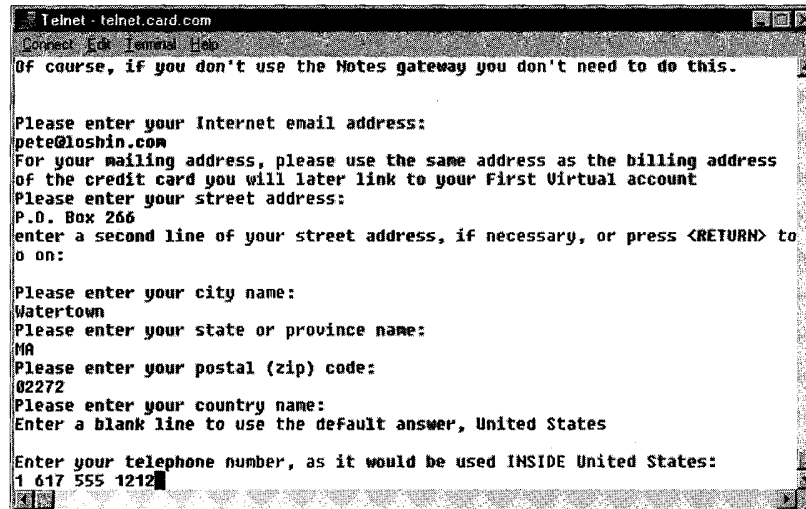 Telnet - telnet.card.com
Connect Edit Terminal Help
Of course, if you don't use the Notes gateway you don't need to do this.
Please enter your Internet email address:
pete@loshin.com
For your mailing address, please use the same address as the billing address
of the credit card you will later link to your First Virtual account
Please enter your street address:
P.O. Box 266
enter a second line of your street address, if necessary, or press <RETURN> to
o on:
Please enter your city name:
Watertown
Please enter your state or province name:
MA
Please enter your postal (zip) code:
02272
Please enter your country name:
Enter a blank line to use the default answer, United States
Enter your telephone number, as it would be used INSIDE United States:
1 617 555 1212